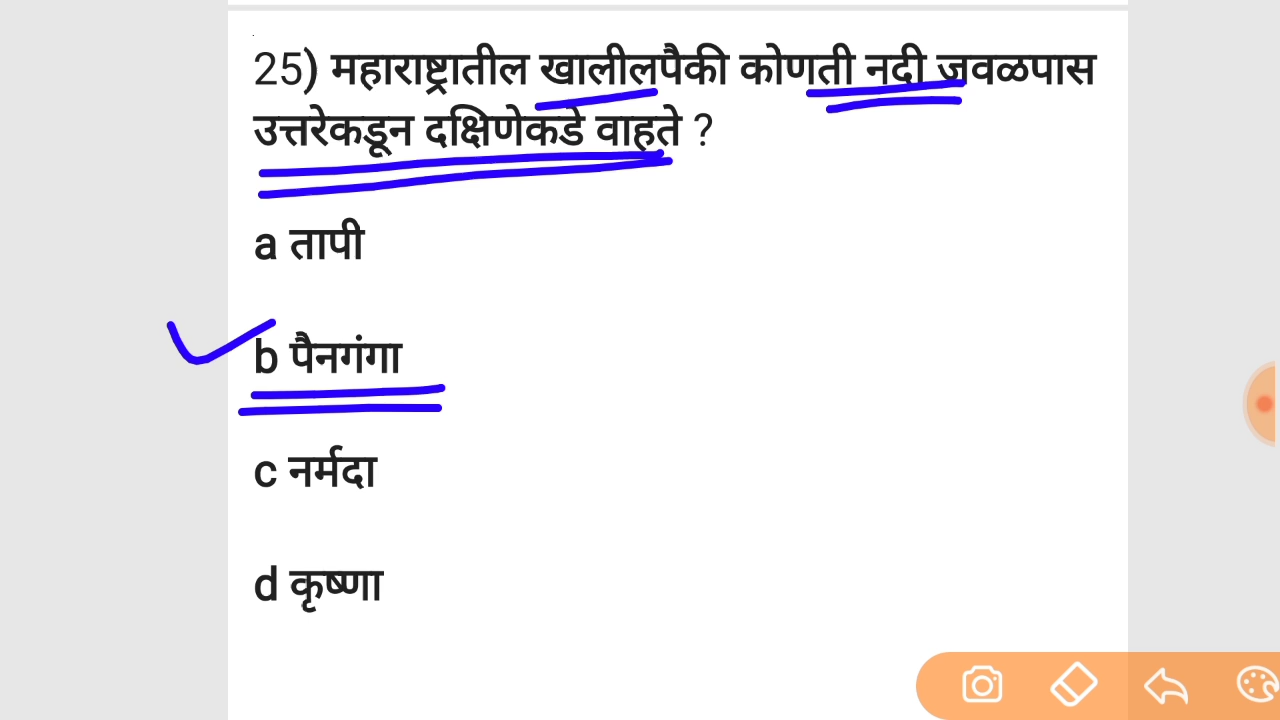 25) महाराष्ट्रातील खालीलपैकी कोणती नदी जवळपास
उत्तरेकडून दक्षिणेकडे वाहते ?
a तापी
b पैनगंगा
c नर्मदा
d कृष्णा